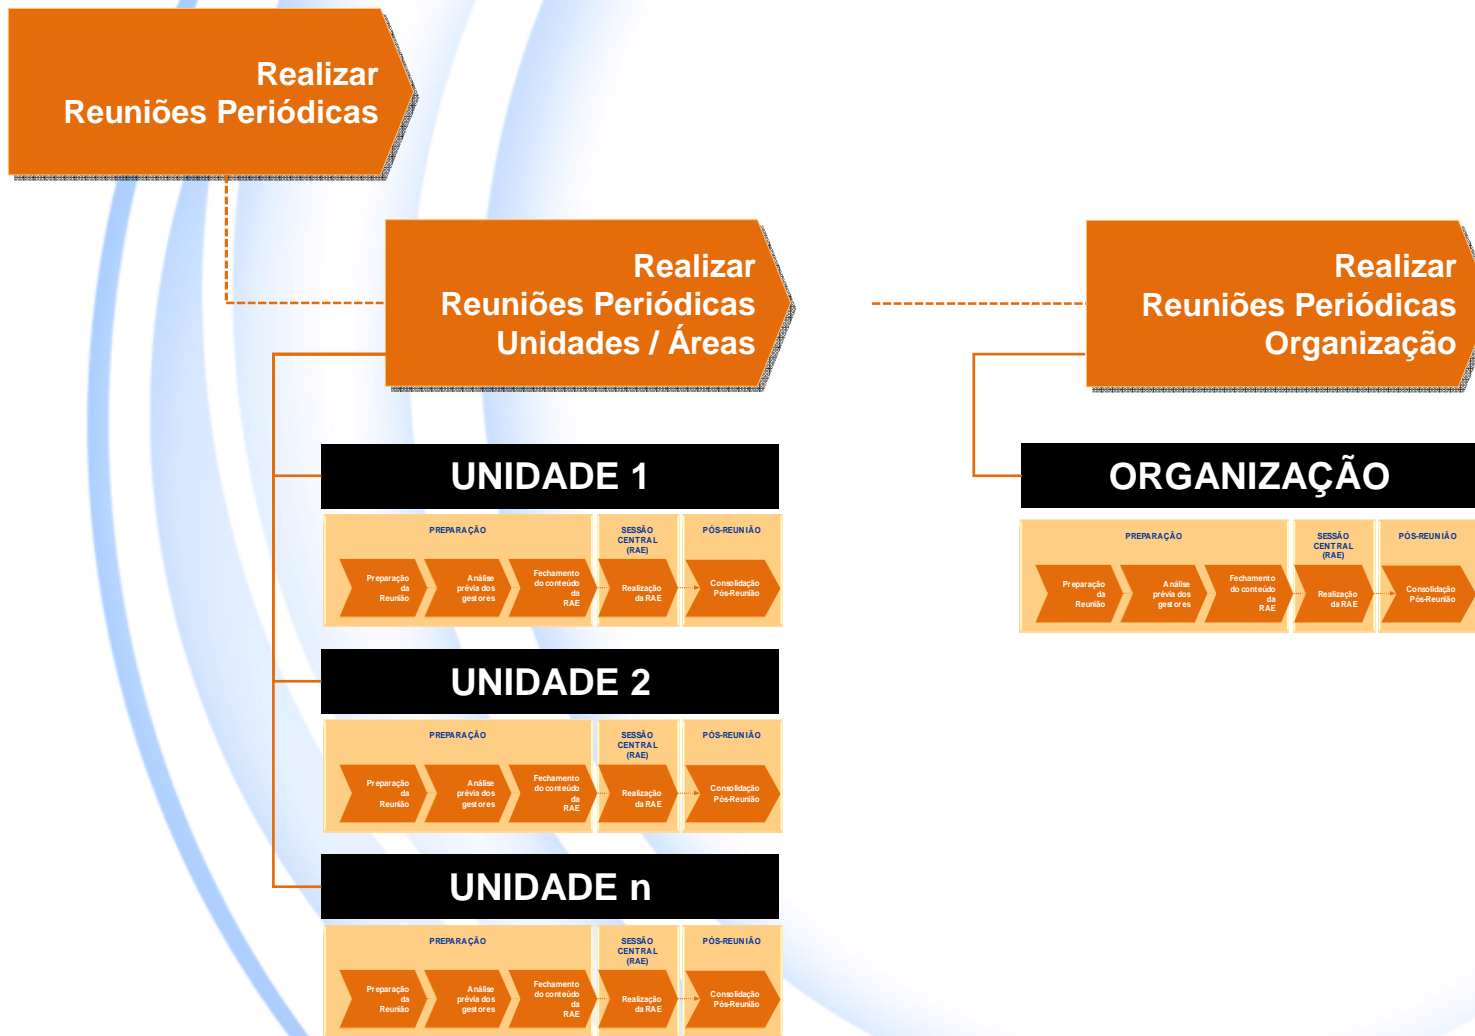 Realizar
Reuniões Periódicas
Realizar
Reuniões Periódicas
Unidades / Áreas
Realizar
Reuniões Periódicas
Organização
UNIDADE 1
PREPARAÇÃO
SESSÃO
CENTRAL
(RAE)
PÓS-REUNIÃO
Preparação
da
Reunião
Análise
prévia dos
gestores
Fechamento
do conteúdo
da
RAE
Realização
da RAE
Consolidação
Pós-Reunião
ORGANIZAÇÃO
PREPARAÇÃO
SESSÃO
CENTRAL
(RAE)
PÓS-REUNIÃO
Preparação
da
Reunião
Análise
prévia dos
gestores
Fechamento
do conteúdo
da
RAE
Realização
da RAE
Consolidação
Pós-Reunião
UNIDADE 2
PREPARAÇÃO
SESSÃO
CENTRAL
(RAE)
PÓS-REUNIÃO
Preparação
da
Reunião
Análise
prévia dos
gestores
Fechamento
do conteúdo
da
RAE
Realização
da RAE
Consolidação
Pós-Reunião
UNIDADE n
PREPARAÇÃO
SESSÃO
CENTRAL
(RAE)
PÓS-REUNIÃO
Preparação
da
Reunião
Análise
prévia dos
gestores
Fechamento
do conteúdo
da
RAE
Realização
da RAE
Consolidação
Pós-Reunião